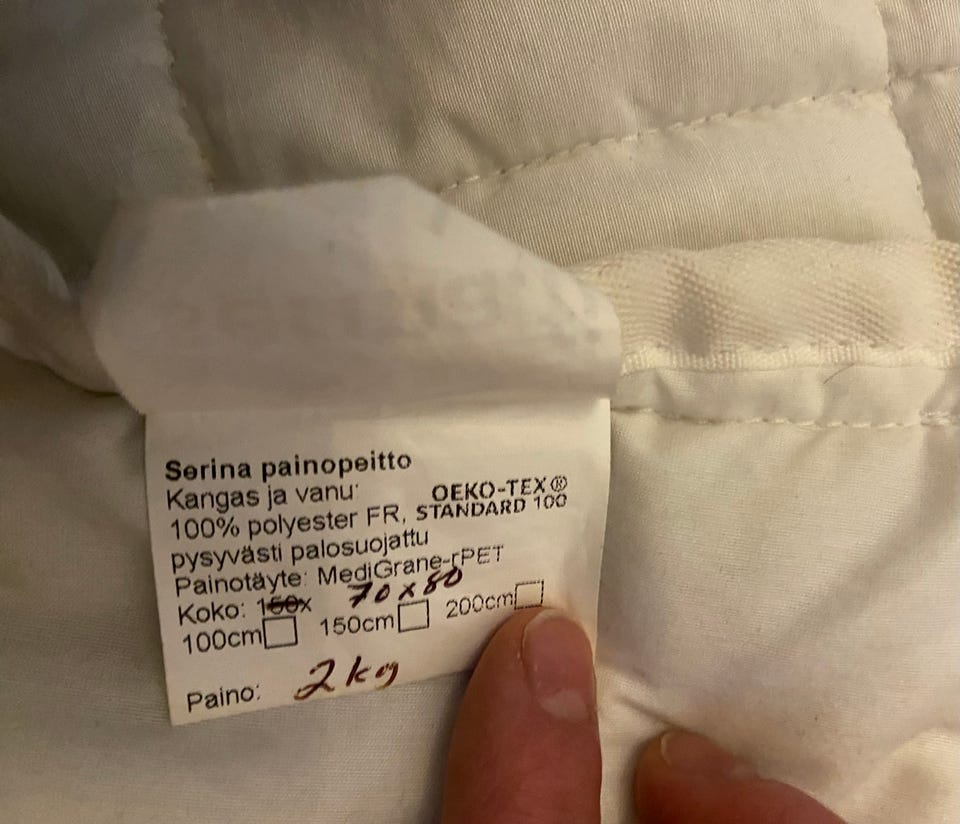 Serina painopeitto
Kangas ja vanu: OEKO-TEX®
100% polyester FR, STANDARD 100
pysyvästi palosuojattu
Painotäyte: MediGrane-rPET
Koko: 150x 70x80
100cm 150cm 200cm
Paino: 2kg